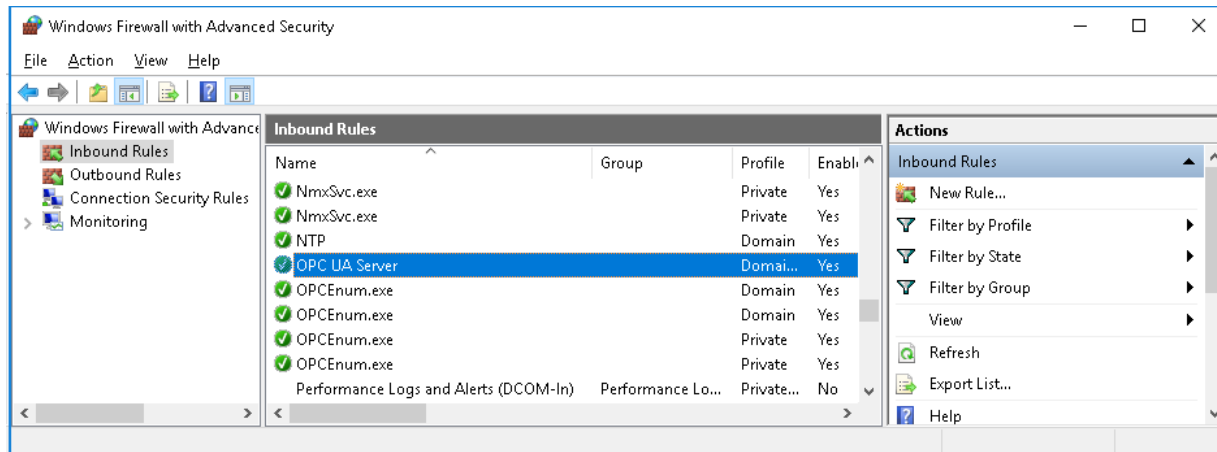 Windows Firewall with Advanced Security
File Action View Help
Windows Firewall with Advance
Inbound Rules
Outbound Rules
Connection Security Rules
Monitoring
Inbound Rules
Name Group Profile Enabl
NmxSvc.exe Private Yes
NmxSvc.exe Private Yes
NTP Domain Yes
OPC UA Server Domai... Yes
OPCEnum.exe Domain Yes
OPCEnum.exe Domain Yes
OPCEnum.exe Private Yes
OPCEnum.exe Private Yes
Performance Logs and Alerts (DCOM-In) Performance Lo... Private... No
Actions
Inbound Rules
New Rule...
Filter by Profile
Filter by State
Filter by Group
View
Refresh
Export List...
Help